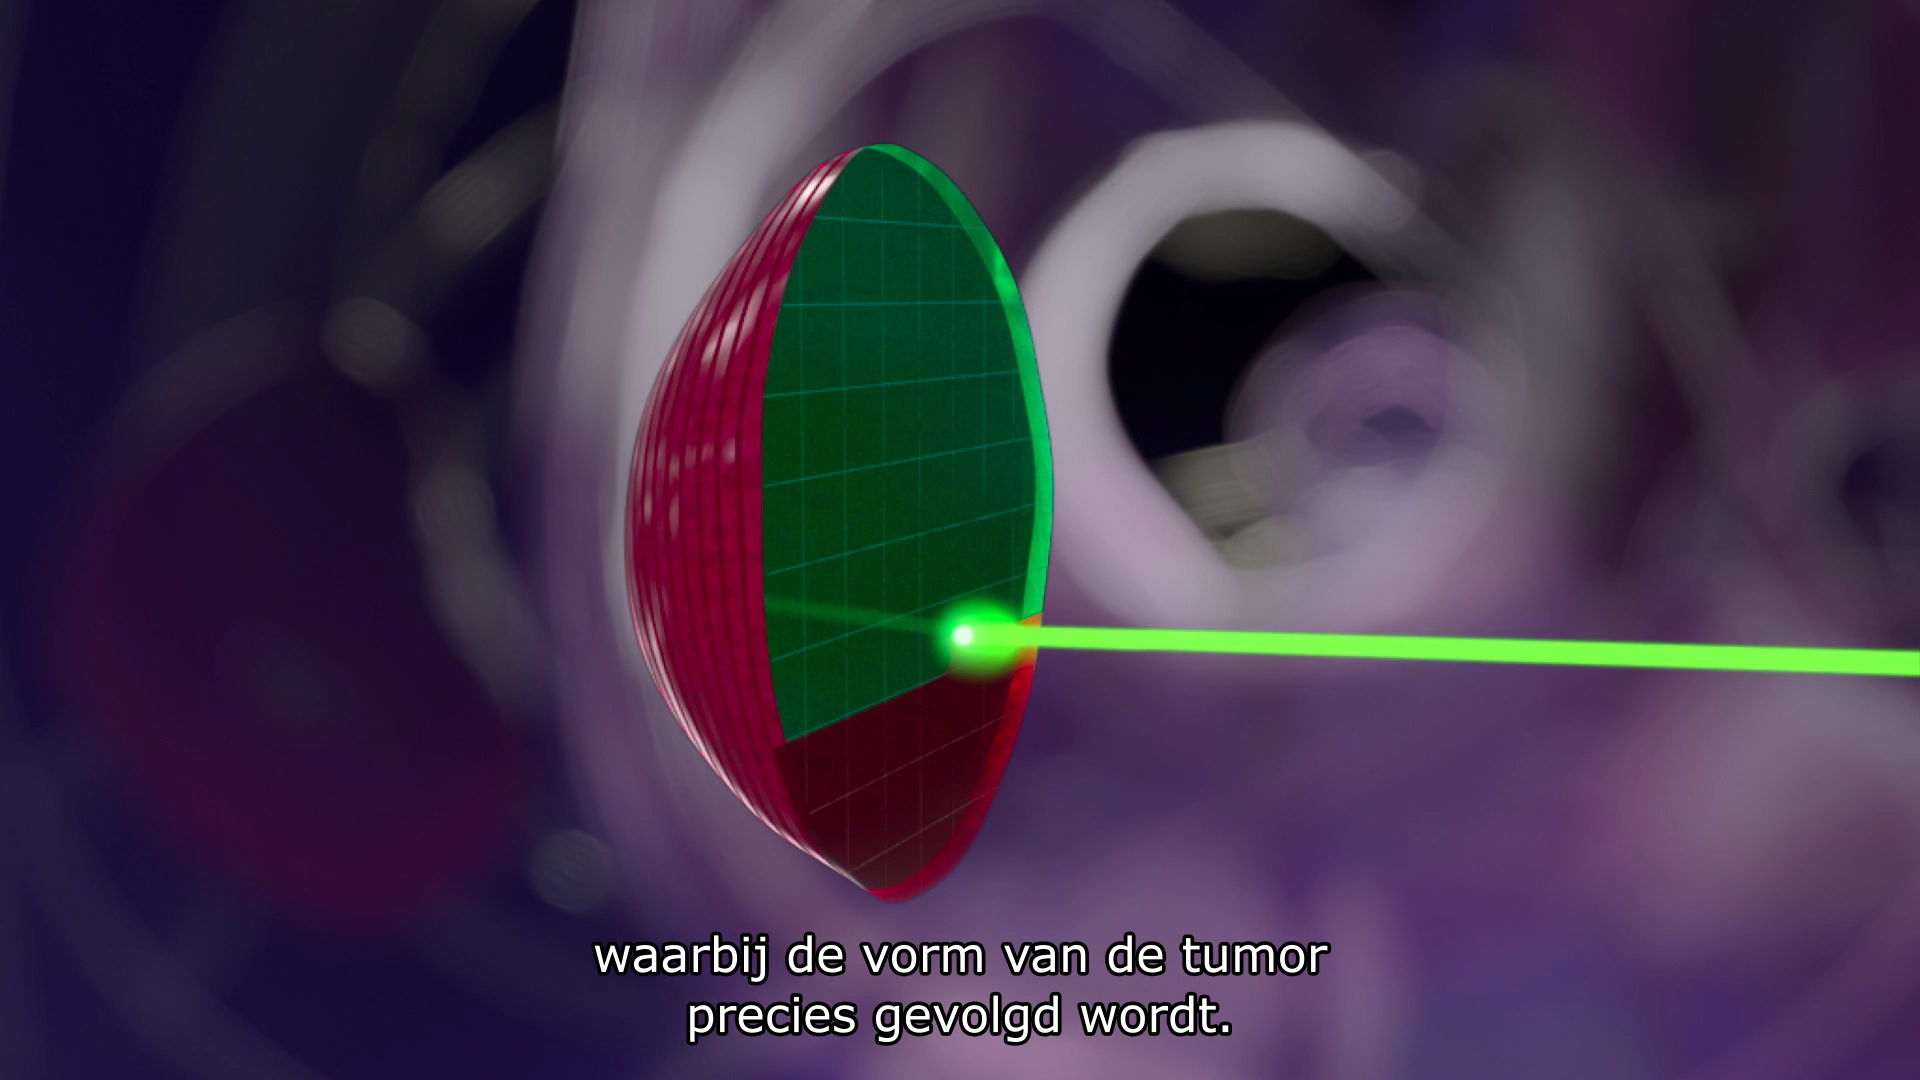 waarbij de vorm van de tumor
precies gevolgd wordt.